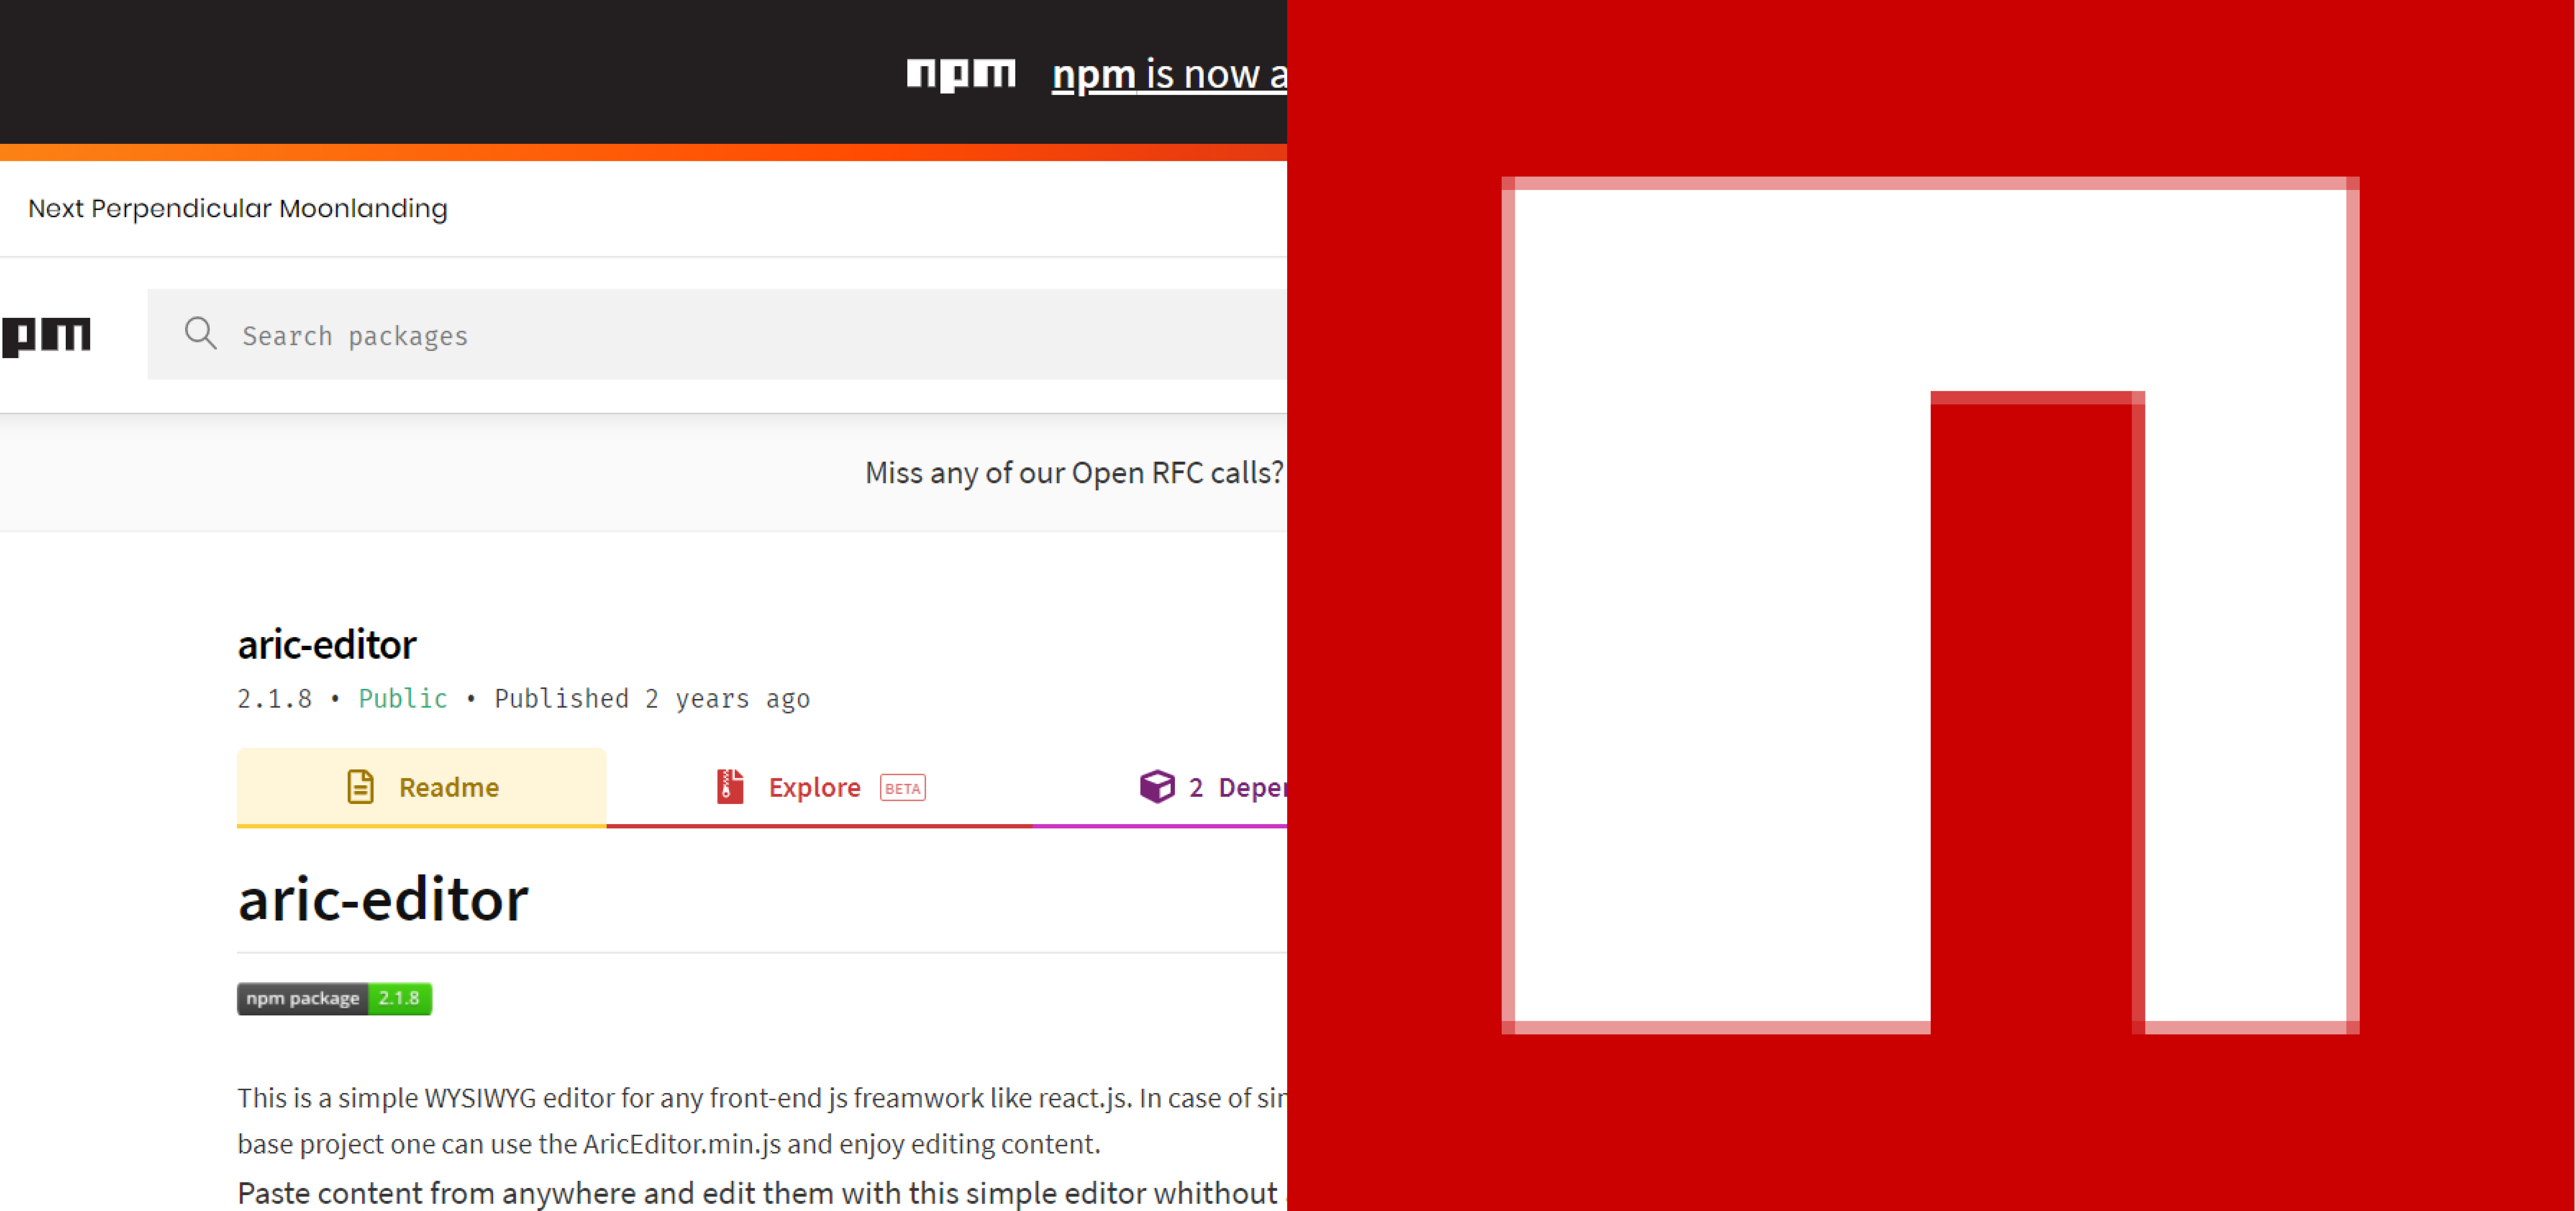 npm npm is now a
Next Perpendicular Moonlanding
pm Search packages
Miss any of our Open RFC calls?
aric-editor
2.1.8 • Public • Published 2 years ago
Readme Explore BETA 2
aric-editor
npm package 2.1.8
This is a simple WYSIWYG editor for any front-end js freamwork like react.js. In case of
base project one can use the AricEditor.min.js and enjoy editing content.
Paste content from anywhere and edit them with this simple editor whithout
n